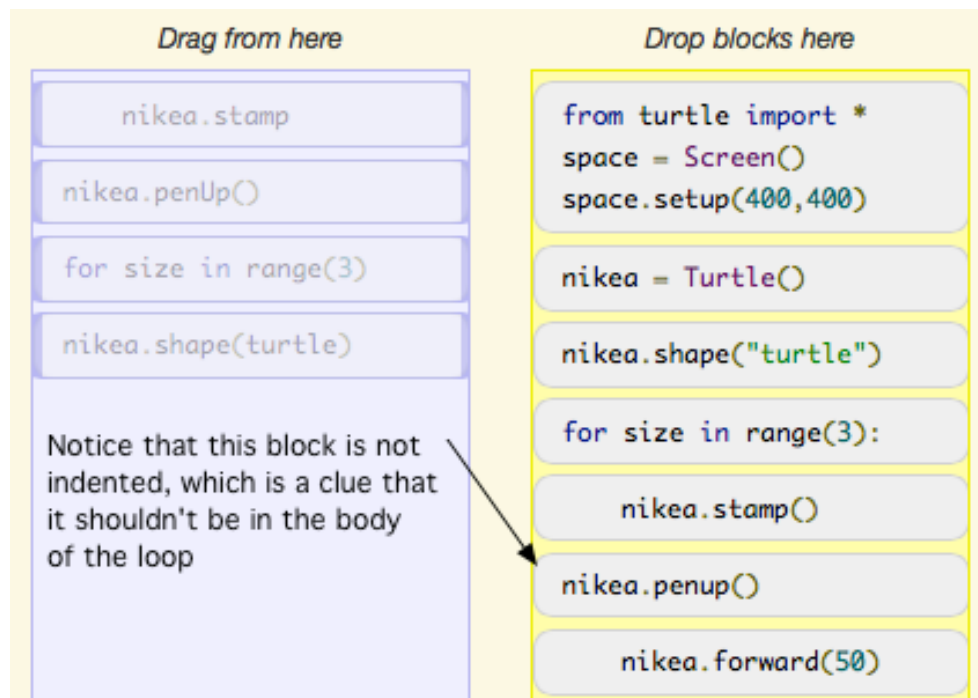 Drag from here
nikea.stamp
nikea.penUp()
for size in range(3)
nikea.shape(turtle)
Notice that this block is not
indented, which is a clue that
it shouldn't be in the body
of the loop
Drop blocks here
from turtle import *
space = Screen()
space.setup(400,400)
nikea = Turtle()
nikea.shape("turtle")
for size in range(3):
    nikea.stamp()
nikea.penup()
    nikea.forward(50)